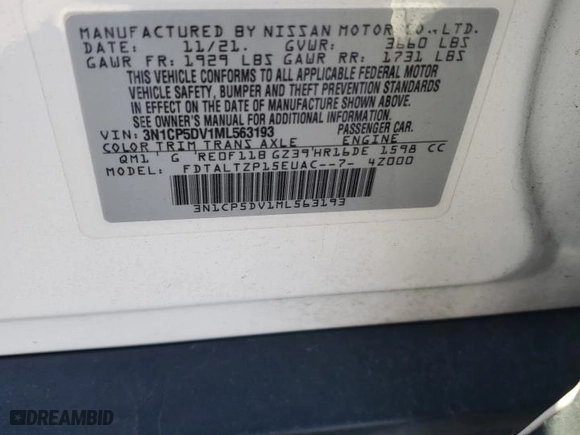 MANUFACTURED BY NISSAN MOTOR CO., LTD.
DATE: 11/21. GVWR: 3660 LBS
GAWR FR: 1929 LBS GAWR RR: 1731 LBS
THIS VEHICLE CONFORMS TO ALL APPLICABLE FEDERAL MOTOR
VEHICLE SAFETY, BUMPER, AND THEFT PREVENTION STANDARDS
IN EFFECT ON THE DATE OF MANUFACTURE SHOWN ABOVE.
SEE OWNER'S MANUAL FOR ADDITIONAL INFORMATION.
VIN: 3N1CP5DV1ML563193 PASSENGER CAR.
COLOR TRIM TRANS AXLE ENGINE
QM1 G RE0F11B GZ39 HR16DE 1598 CC
MODEL: FDTALTZP15EUAC--7- 4Z000
3N1CP5DV1ML563193
DREAMBID